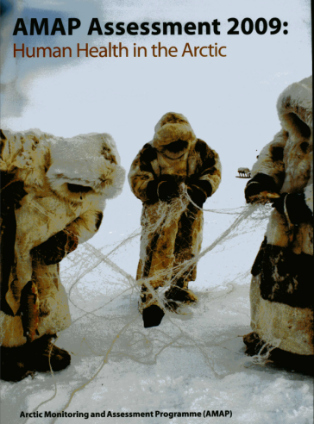 AMAP Assessment 2009:
Human Health in the Arctic
Arctic Monitoring and Assessment Programme (AMAP)